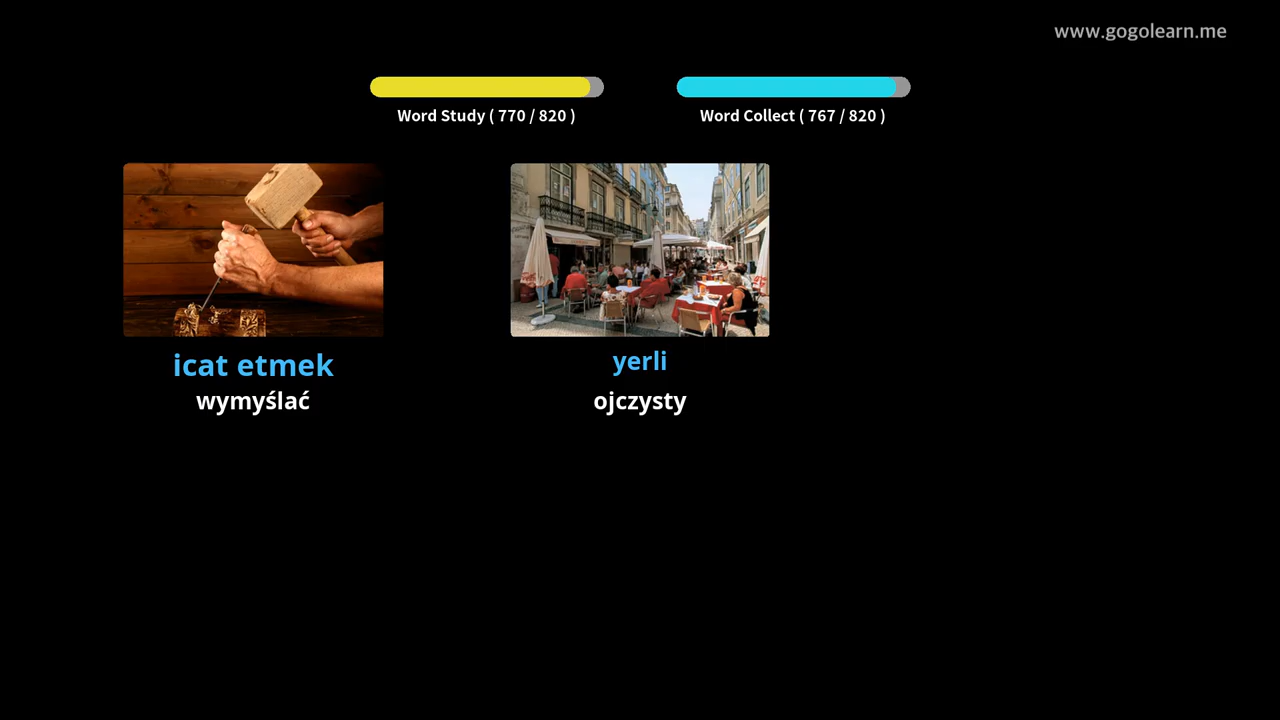 www.gogolearn.me
Word Study ( 770 / 820 )
Word Collect ( 767 / 820 )
icat etmek
wymyślać
yerli
ojczysty